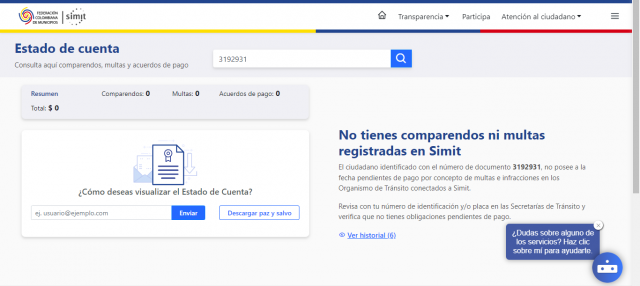 FEDERACIÓN
COLOMBIANA
DE MUNICIPIOS
simit
Transparencia
Participa
Atención al ciudadano
Estado de cuenta
Consulta aquí comparendos, multas y acuerdos de pago
3192931
Resumen
Comparendos: 0
Multas: 0
Acuerdos de pago: 0
Total: $ 0
¿Cómo deseas visualizar el Estado de Cuenta?
ej. usuario@ejemplo.com
Enviar
Descargar paz y salvo
No tienes comparendos ni multas
registradas en Simit
El ciudadano identificado con el número de documento 3192931, no posee a la
fecha pendientes de pago por concepto de multas e infracciones en los
Organismo de Tránsito conectados a Simit.
Revisa con tu número de identificación y/o placa en las Secretarías de Tránsito y
verifica que no tienes obligaciones pendientes de pago.
Ver historial (6)
¿Dudas sobre alguno de
los servicios? Haz clic
sobre mí para ayudarte.